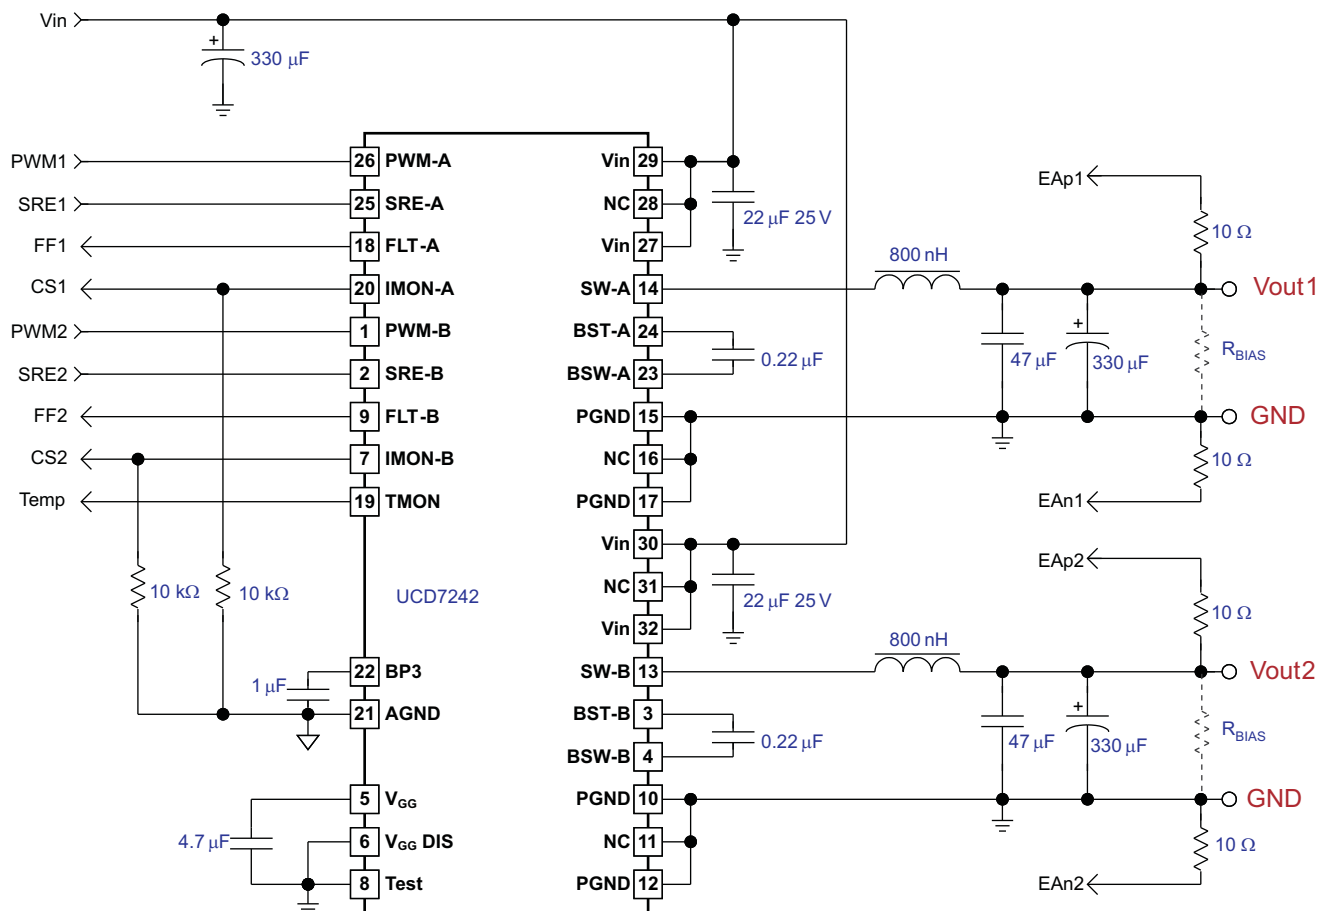 Vin
+
330 µF
PWM1
26 PWM-A
Vin 29
SRE1
25 SRE-A
NC 28
22 µF 25 V
EAp1
10 Ω
FF1
18 FLT-A
Vin 27
800 nH
CS1
20 IMON-A
SW-A 14
Vout1
PWM2
1 PWM-B
BST-A 24
0.22 µF
+
47 µF
330 µF
RBIAS
SRE2
2 SRE-B
BSW-A 23
FF2
9 FLT-B
PGND 15
GND
CS2
7 IMON-B
NC 16
10 Ω
Temp
19 TMON
PGND 17
EAn1
Vin 30
EAp2
10 kΩ
10 kΩ
UCD7242
NC 31
22 µF 25 V
10 Ω
Vin 32
800 nH
22 BP3
SW-B 13
Vout2
1 µF
21 AGND
BST-B 3
0.22 µF
+
47 µF
330 µF
RBIAS
BSW-B 4
5 VGG
PGND 10
GND
4.7 µF
6 VGG DIS
NC 11
10 Ω
8 Test
PGND 12
EAn2